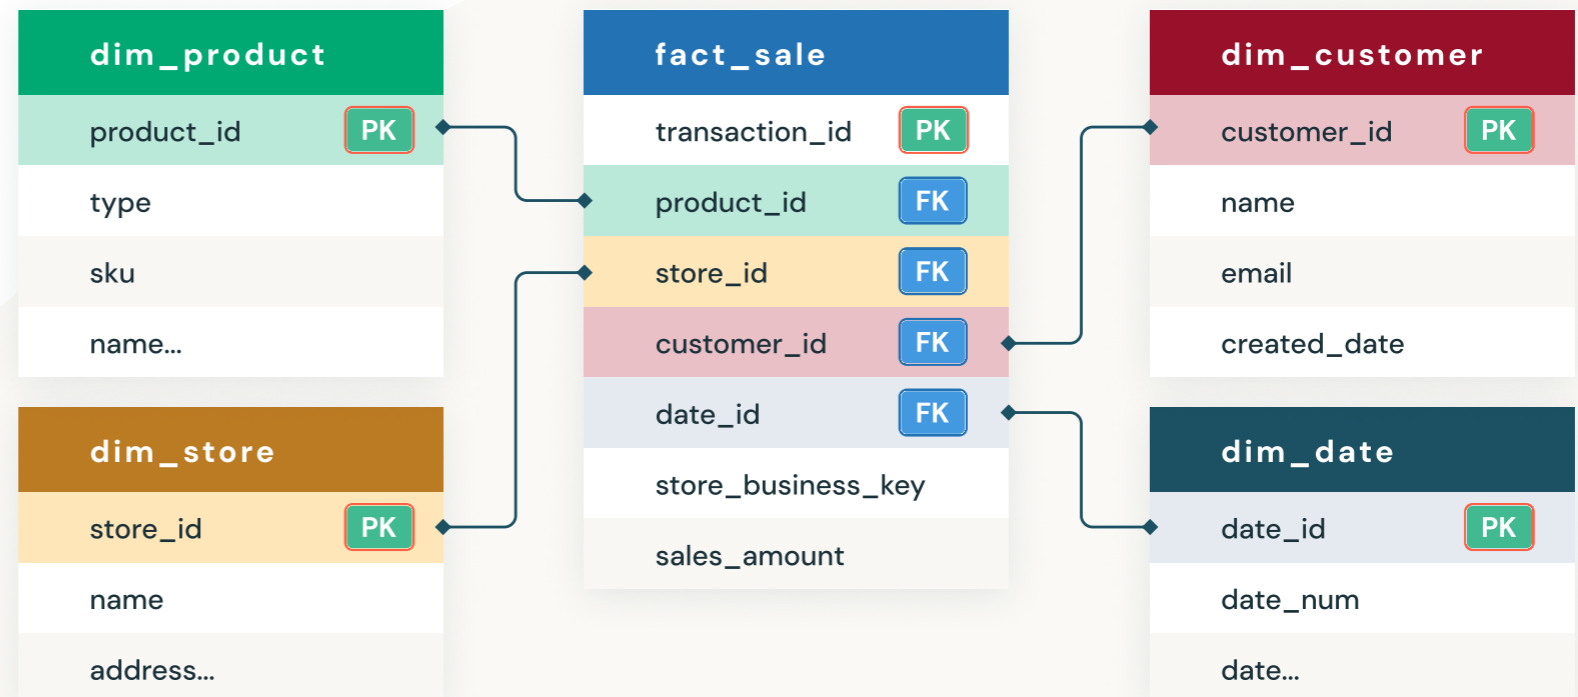 dim_product
product_id PK
type
sku
name...
dim_store
store_id PK
name
address...
fact_sale
transaction_id PK
product_id FK
store_id FK
customer_id FK
date_id FK
store_business_key
sales_amount
dim_customer
customer_id PK
name
email
created_date
dim_date
date_id PK
date_num
date...